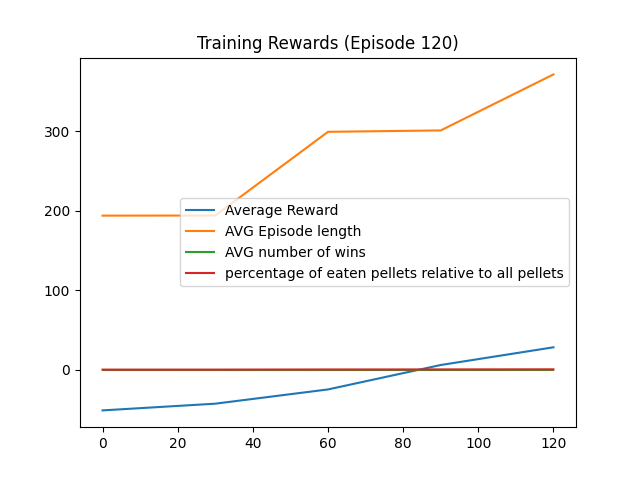 Training Rewards (Episode 120)
300
200
100
0
Average Reward
AVG Episode length
AVG number of wins
percentage of eaten pellets relative to all pellets
0 20 40 60 80 100 120